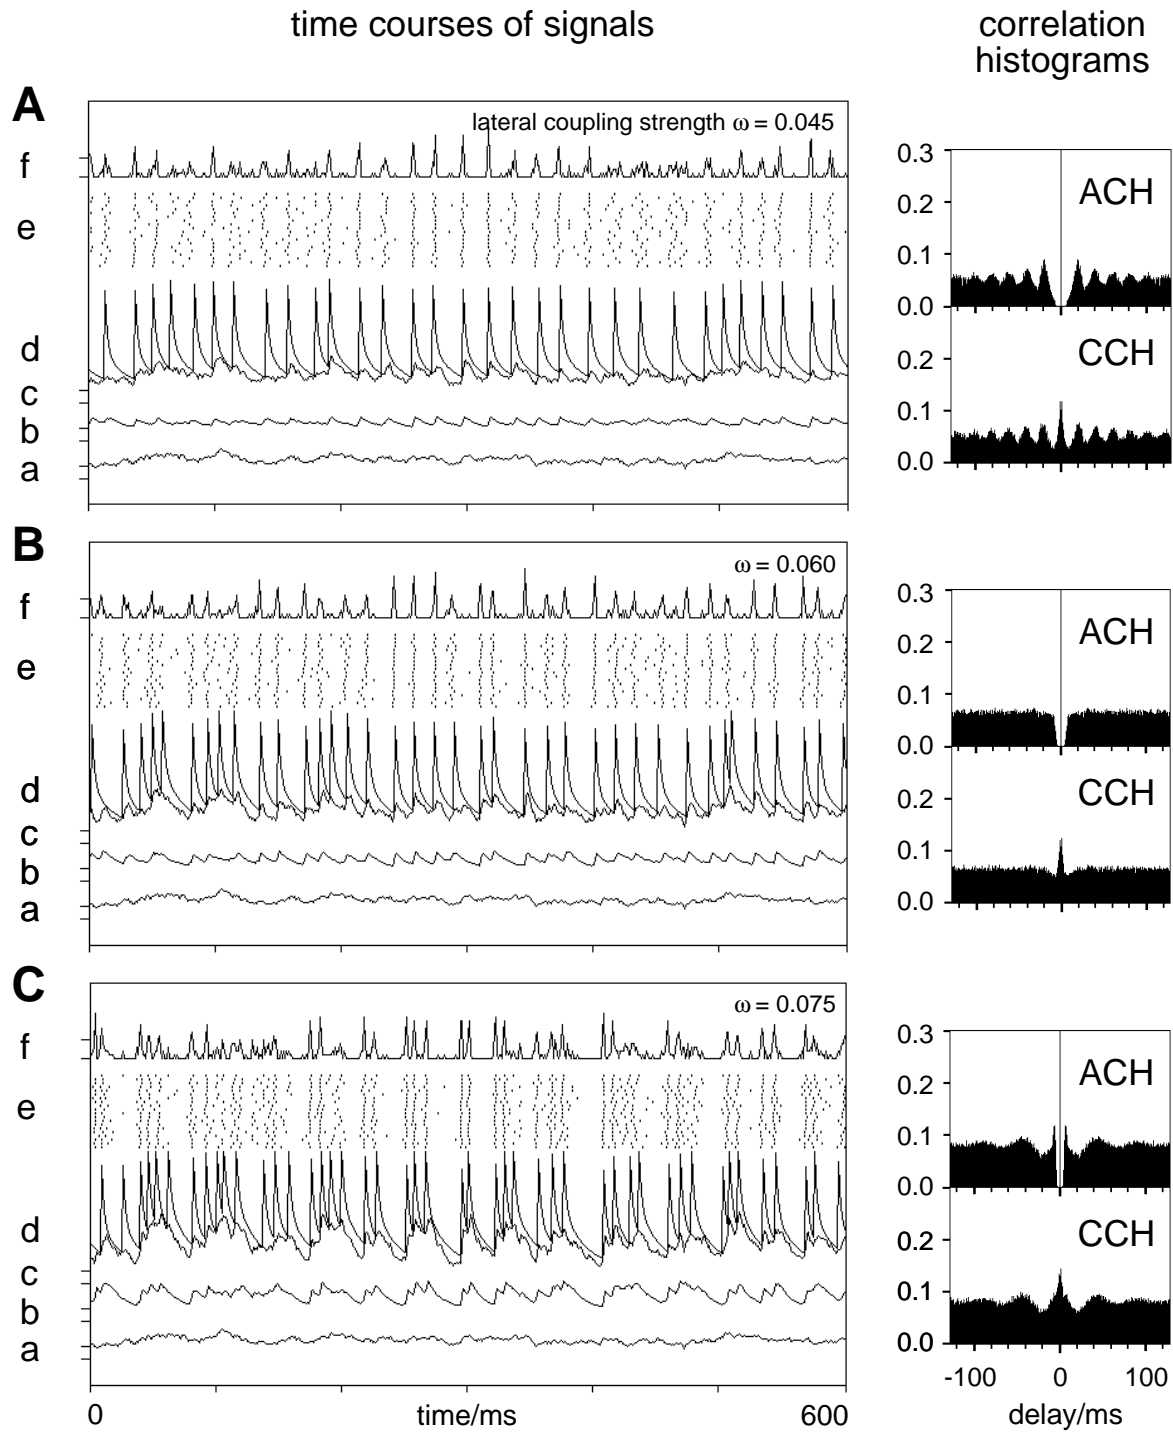 time courses of signals
correlation
histograms
A
lateral coupling strength ω = 0.045
f
e
d
c
b
a
0.3
0.2
0.1
0.0
ACH
0.2
0.1
0.0
CCH
B
ω = 0.060
f
e
d
c
b
a
0.3
0.2
0.1
0.0
ACH
0.2
0.1
0.0
CCH
C
ω = 0.075
f
e
d
c
b
a
0.3
0.2
0.1
0.0
ACH
0.2
0.1
0.0
CCH
0 time/ms 600
-100 0 100
delay/ms